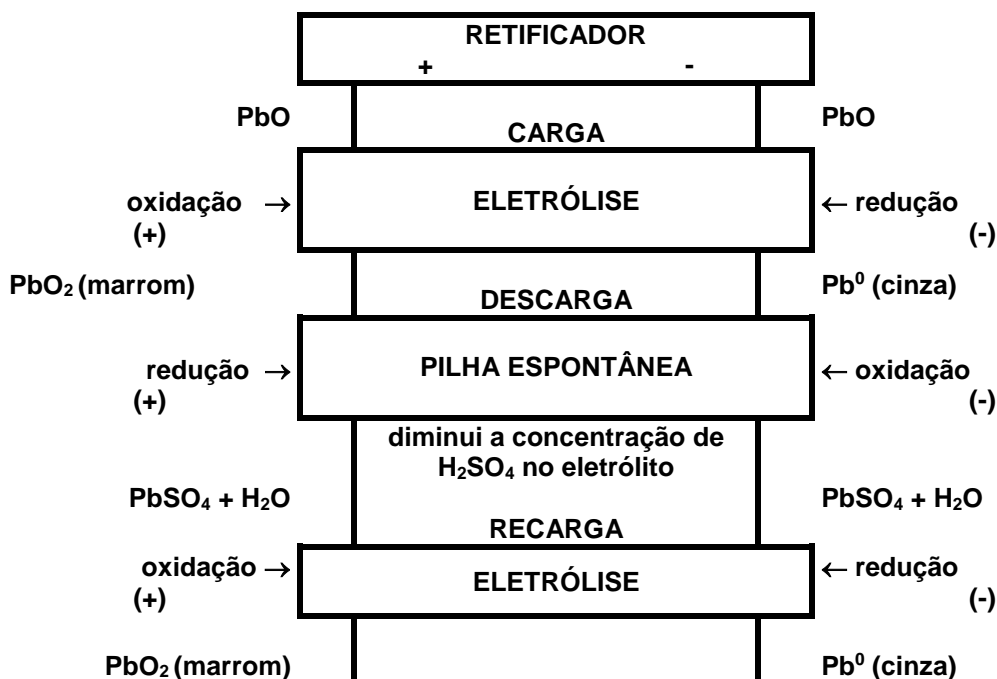 RETIFICADOR
+ -
PbO PbO
CARGA
oxidação → ELETRÓLISE ← redução
(+) (-)
PbO₂ (marrom) Pb⁰ (cinza)
DESCARGA
redução → PILHA ESPONTÂNEA ← oxidação
(+) (-)
diminui a concentração de
H₂SO₄ no eletrólito
PbSO₄ + H₂O PbSO₄ + H₂O
RECARGA
oxidação → ELETRÓLISE ← redução
(+) (-)
PbO₂ (marrom) Pb⁰ (cinza)